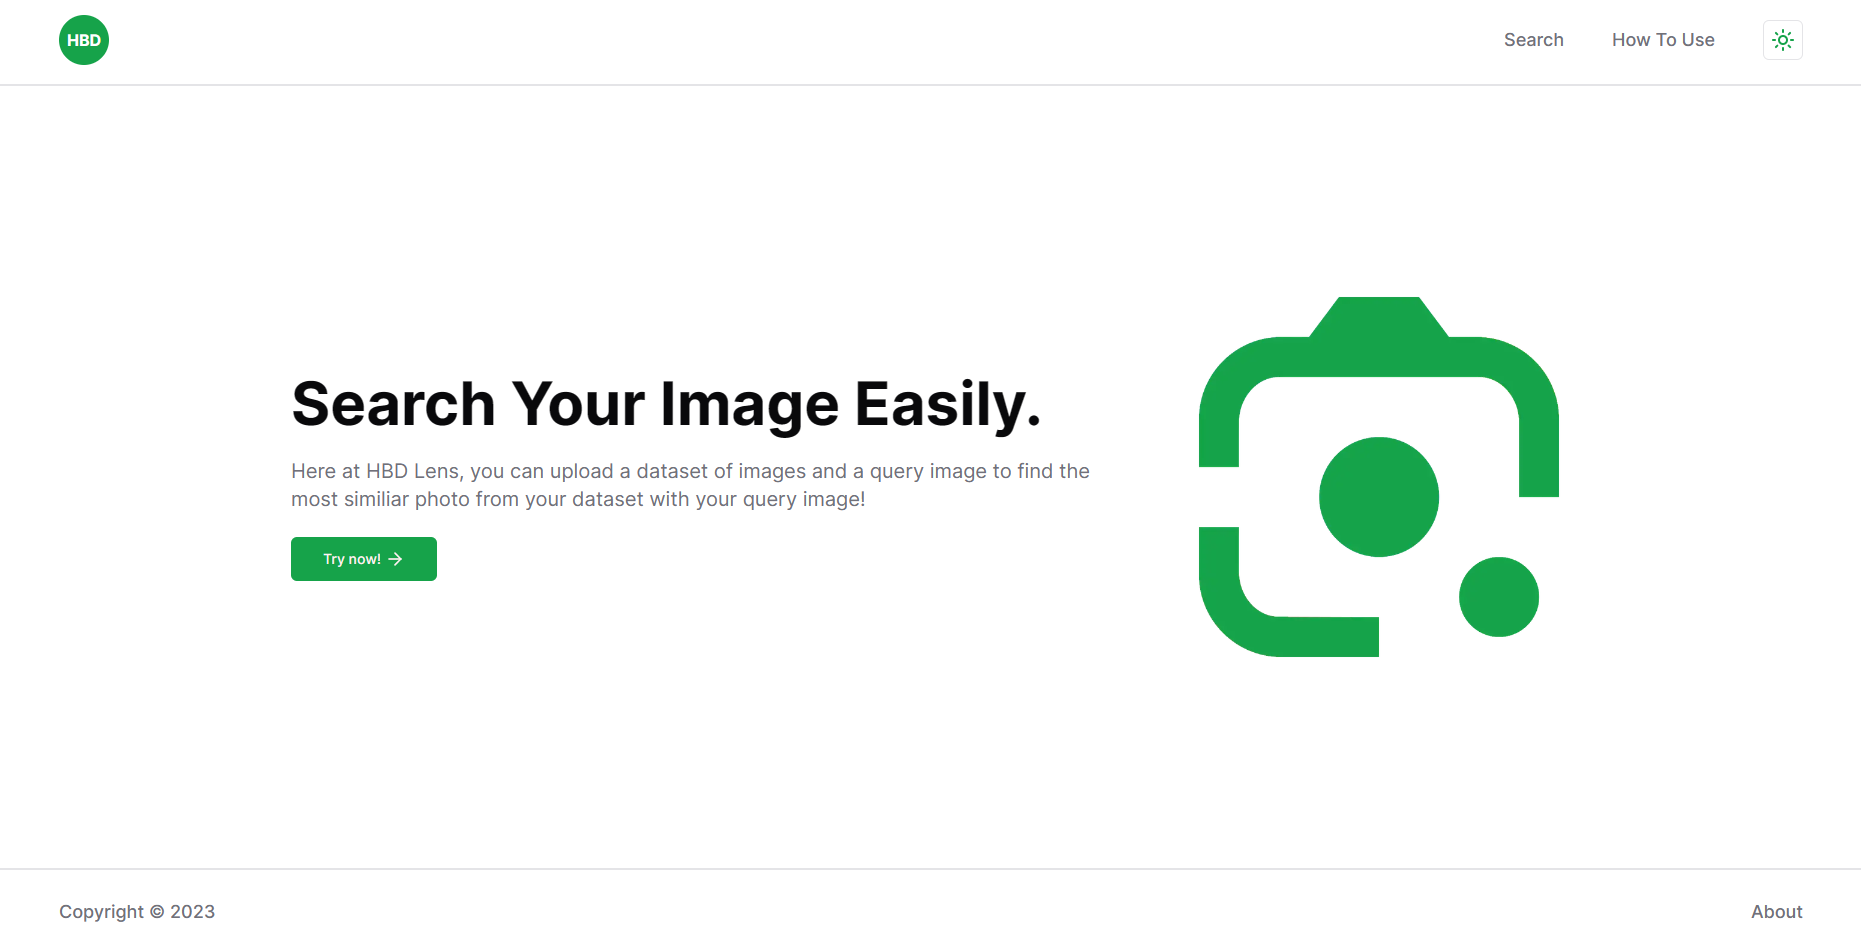 HBD
Search
How To Use
Search Your Image Easily.
Here at HBD Lens, you can upload a dataset of images and a query image to find the
most similiar photo from your dataset with your query image!
Try now!
Copyright © 2023
About